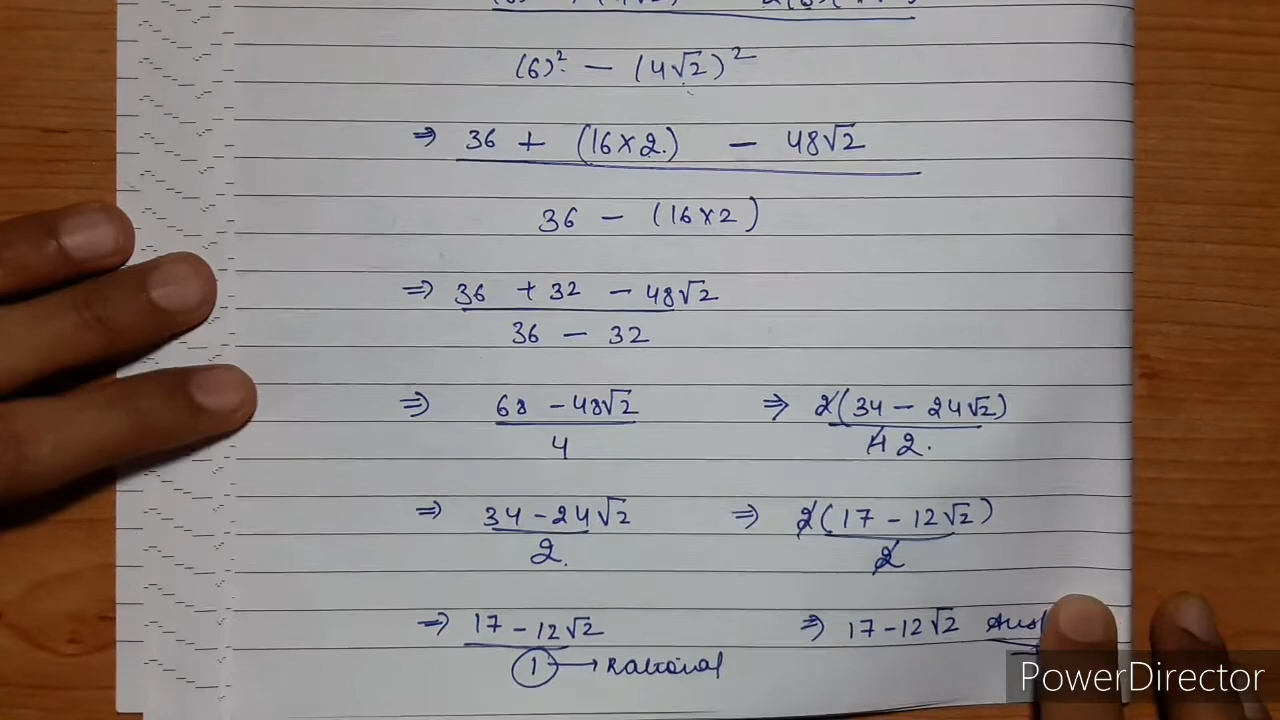 (6)² − (4√2)²
⇒ 36 + (16×2) − 48√2
36 − (16×2)
⇒ 36 + 32 − 48√2
36 − 32
⇒ 68 − 48√2 ⇒ 2(34 − 24√2)
4 4 2.
⇒ 34 − 24√2 ⇒ 2(17 − 12√2)
2. 2
⇒ 17 − 12√2 ⇒ 17 − 12√2
1 → Rational
PowerDirector